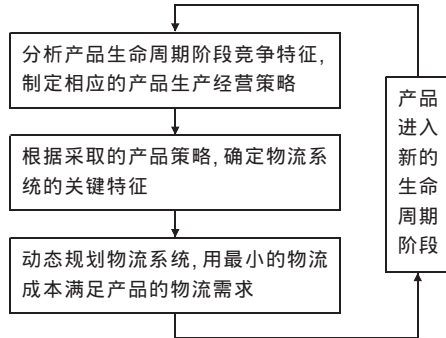 分析产品生命周期阶段竞争特征,
制定相应的产品生产经营策略
根据采取的产品策略,确定物流系
统的关键特征
动态规划物流系统,用最小的物流
成本满足产品的物流需求
产品
进入
新的
生命
周期
阶段